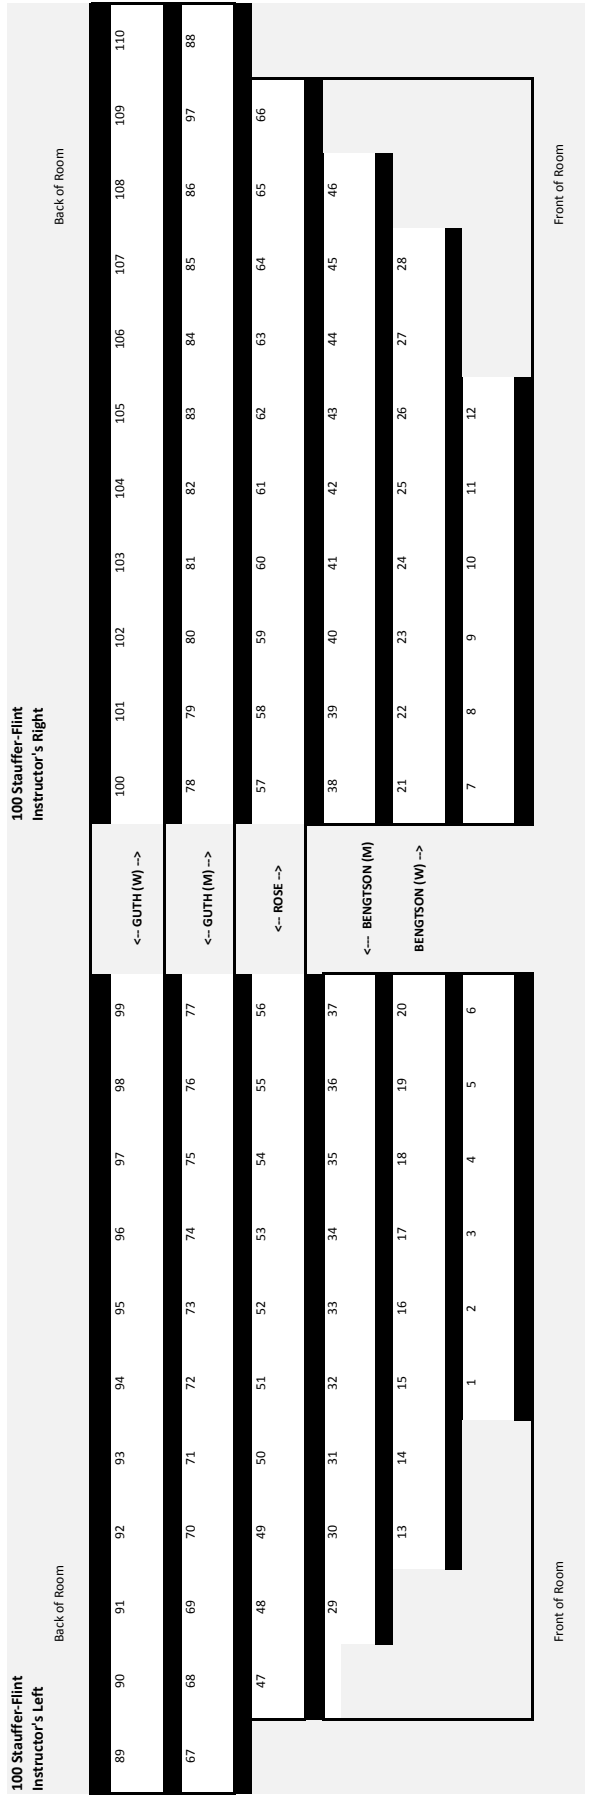 100 Stauffer-Flint 100 Stauffer-Flint
Instructor's Left Instructor's Right
Back of Room Back of Room
89 90 91 92 93 94 95 96 97 98 99 <-- GUTH (W) --> 100 101 102 103 104 105 106 107 108 109 110
67 68 69 70 71 72 73 74 75 76 77 <-- GUTH (M) --> 78 79 80 81 82 83 84 85 86 97 88
47 48 49 50 51 52 53 54 55 56 <-- ROSE --> 57 58 59 60 61 62 63 64 65 66
29 30 31 32 33 34 35 36 37 38 39 40 41 42 43 44 45 46
<--- BENGTSON (M)
13 14 15 16 17 18 19 20 21 22 23 24 25 26 27 28
BENGTSON (W) -->
1 2 3 4 5 6 7 8 9 10 11 12
Front of Room Front of Room